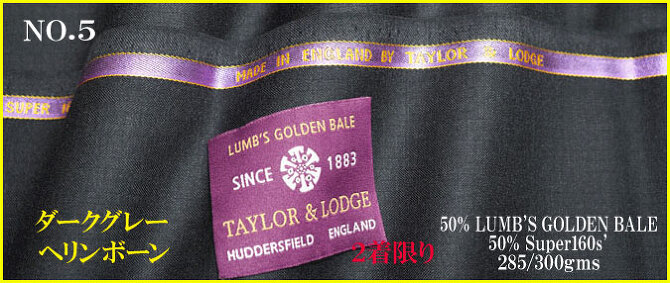 NO.5
MADE IN ENGLAND BY TAYLOR & LODGE
SUPER
LUMB'S GOLDEN BALE
SINCE 1883
TAYLOR & LODGE
HUDDERSFIELD ENGLAND
ダークグレー
ヘリンボーン
2着限り
50% LUMB'S GOLDEN BALE
50% Super160s'
285/300gms